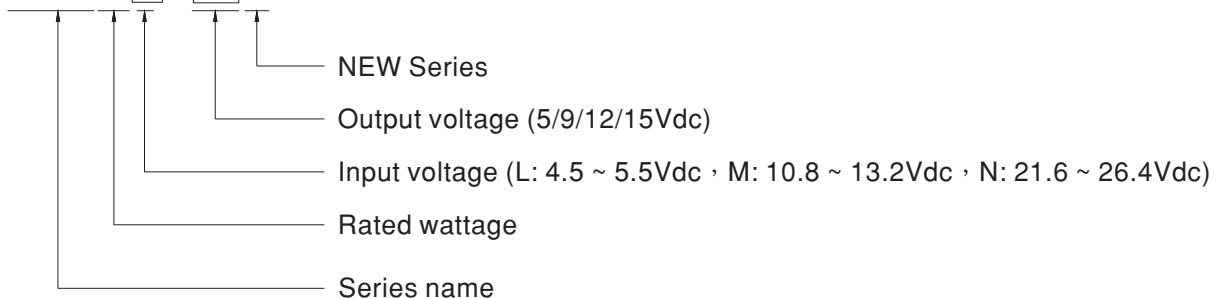 NEW Series
Output voltage (5/9/12/15Vdc)
Input voltage (L: 4.5 ~ 5.5Vdc，M: 10.8 ~ 13.2Vdc，N: 21.6 ~ 26.4Vdc)
Rated wattage
Series name